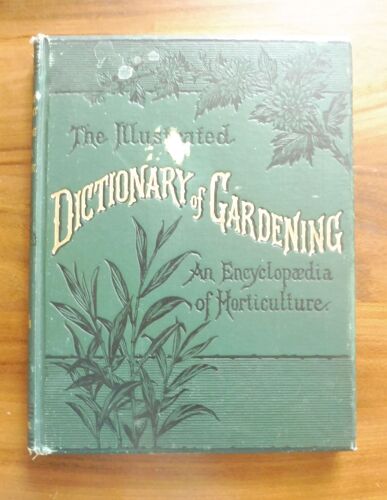 The Illustrated
DICTIONARY of GARDENING
An Encyclopædia
of Horticulture.